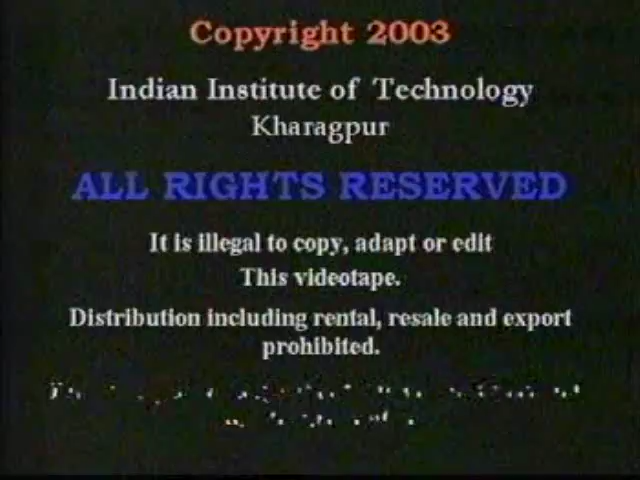 Copyright 2003
Indian Institute of Technology
Kharagpur
ALL RIGHTS RESERVED
It is illegal to copy, adapt or edit
This videotape.
Distribution including rental, resale and export
prohibited.